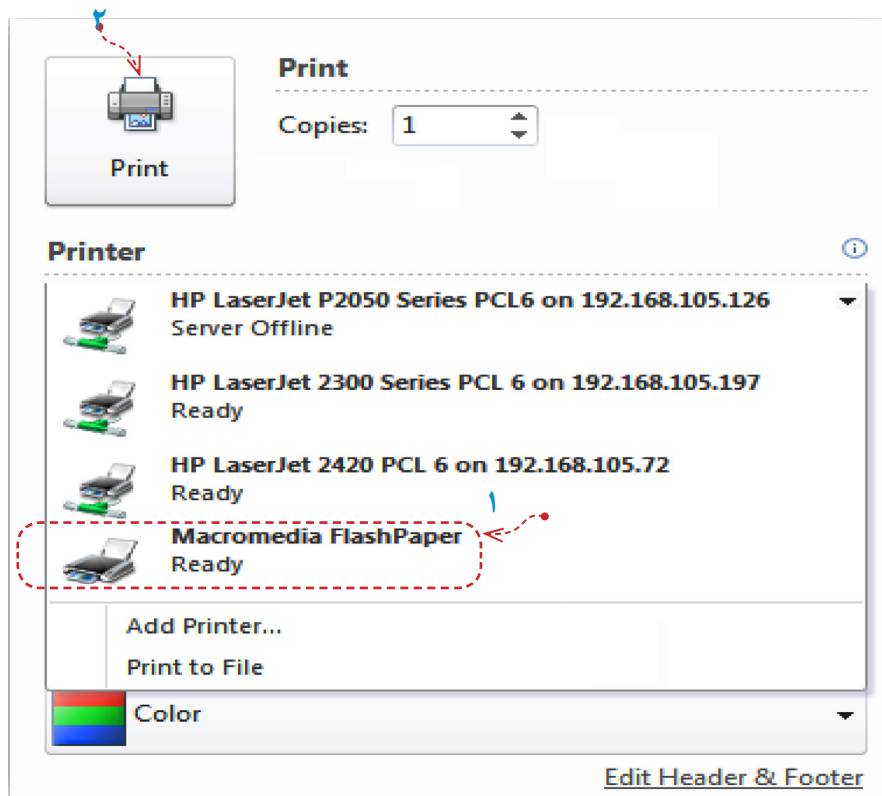 ۲
Print
Copies: 1
Print
Printer
HP LaserJet P2050 Series PCL6 on 192.168.105.126
Server Offline
HP LaserJet 2300 Series PCL 6 on 192.168.105.197
Ready
HP LaserJet 2420 PCL 6 on 192.168.105.72
Ready
۱
Macromedia FlashPaper
Ready
Add Printer...
Print to File
Color
Edit Header & Footer